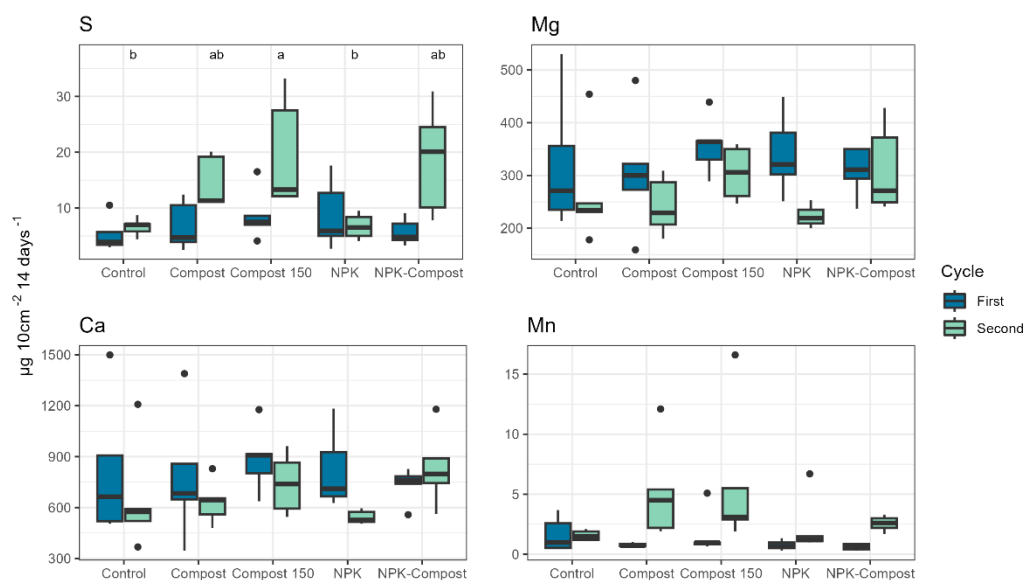 S
b ab a b ab
30
20
10
Control Compost Compost 150 NPK NPK-Compost
Mg
500
400
300
200
Control Compost Compost 150 NPK NPK-Compost
µg 10cm⁻² 14 days⁻¹
Ca
1500
1200
900
600
300
Control Compost Compost 150 NPK NPK-Compost
Mn
15
10
5
0
Control Compost Compost 150 NPK NPK-Compost
Cycle
First
Second